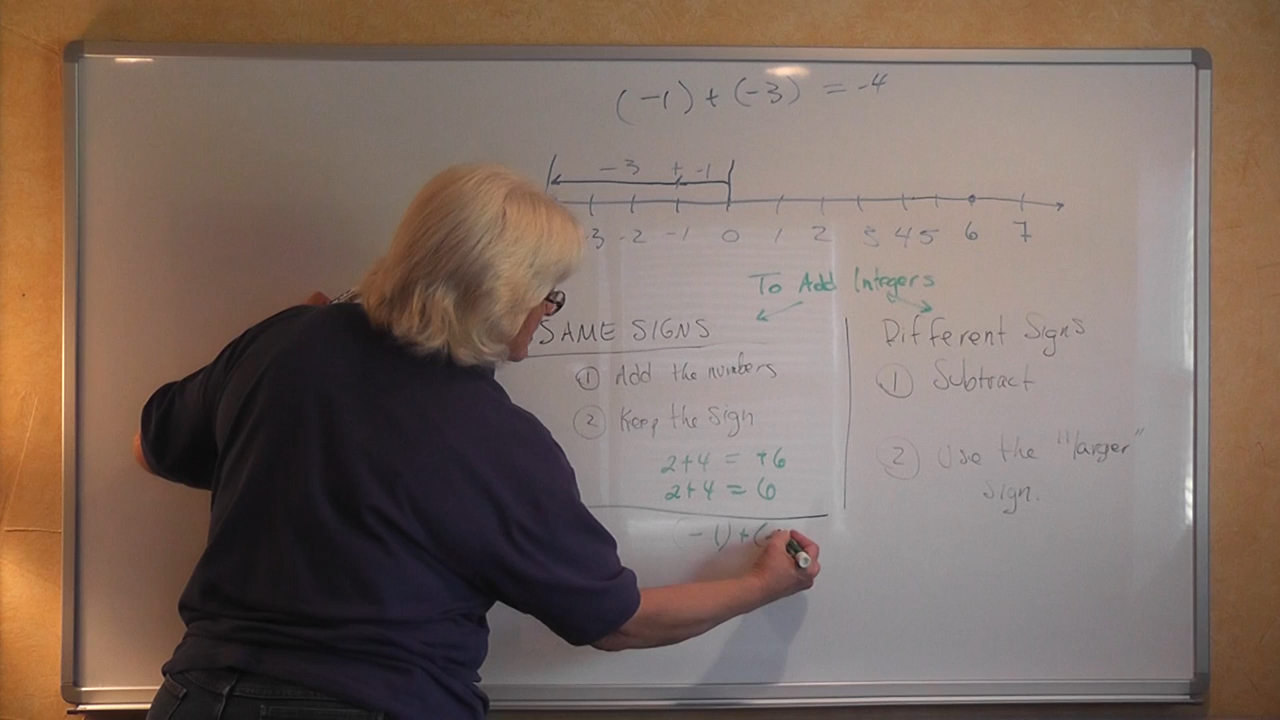 (-1) + (-3) = -4
-3 + -1
-3 -2 -1 0 1 2 3 4 5 6 7
To Add Integers
SAME SIGNS
① Add the numbers
② Keep the Sign
2+4 = +6
2+4 = 6
(-1) + (-
Different Signs
① Subtract
② Use the "larger"
sign.